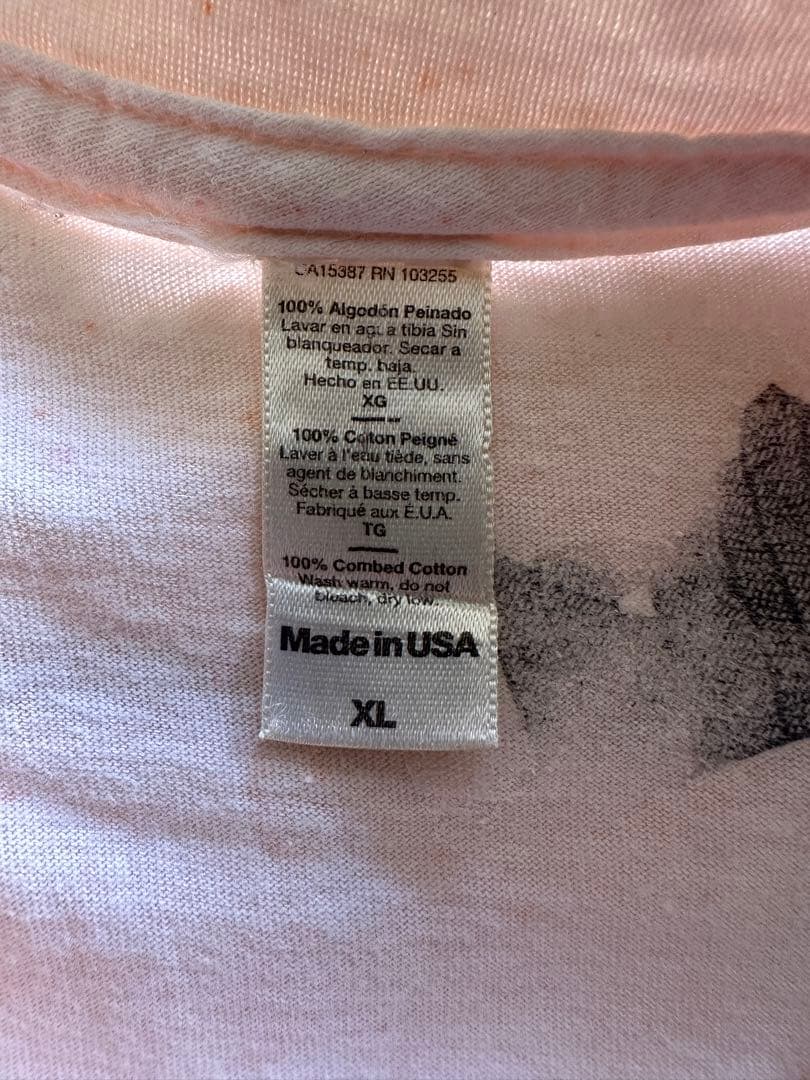 CA15387 RN 103255
100% Algodón Peinado
Lavar en agua tibia Sin
blanqueador. Secar a
temp. baja.
Hecho en EE.UU.
XG
100% Coton Peigné
Laver à l'eau tiède, sans
agent de blanchiment.
Sécher à basse temp.
Fabriqué aux É.U.A.
TG
100% Combed Cotton
Wash warm, do not
bleach, dry low.
Made in USA
XL